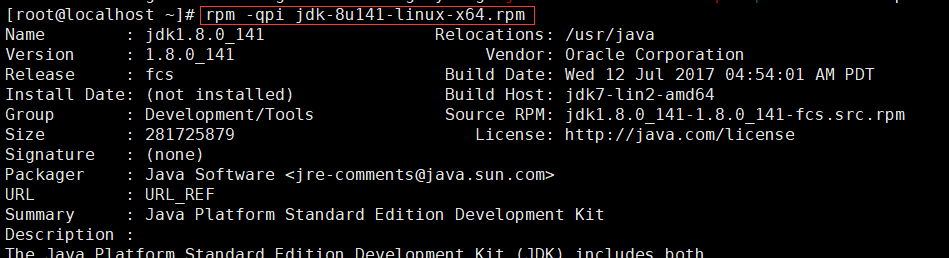 [root@localhost ~]# rpm -qpi jdk-8u141-linux-x64.rpm
Name        : jdk1.8.0_141                 Relocations: /usr/java
Version     : 1.8.0_141                         Vendor: Oracle Corporation
Release     : fcs                           Build Date: Wed 12 Jul 2017 04:54:01 AM PDT
Install Date: (not installed)               Build Host: jdk7-lin2-amd64
Group       : Development/Tools             Source RPM: jdk1.8.0_141-1.8.0_141-fcs.src.rpm
Size        : 281725879                        License: http://java.com/license
Signature   : (none)
Packager    : Java Software <jre-comments@java.sun.com>
URL         : URL_REF
Summary     : Java Platform Standard Edition Development Kit
Description :
The Java Platform Standard Edition Development Kit (JDK) includes both